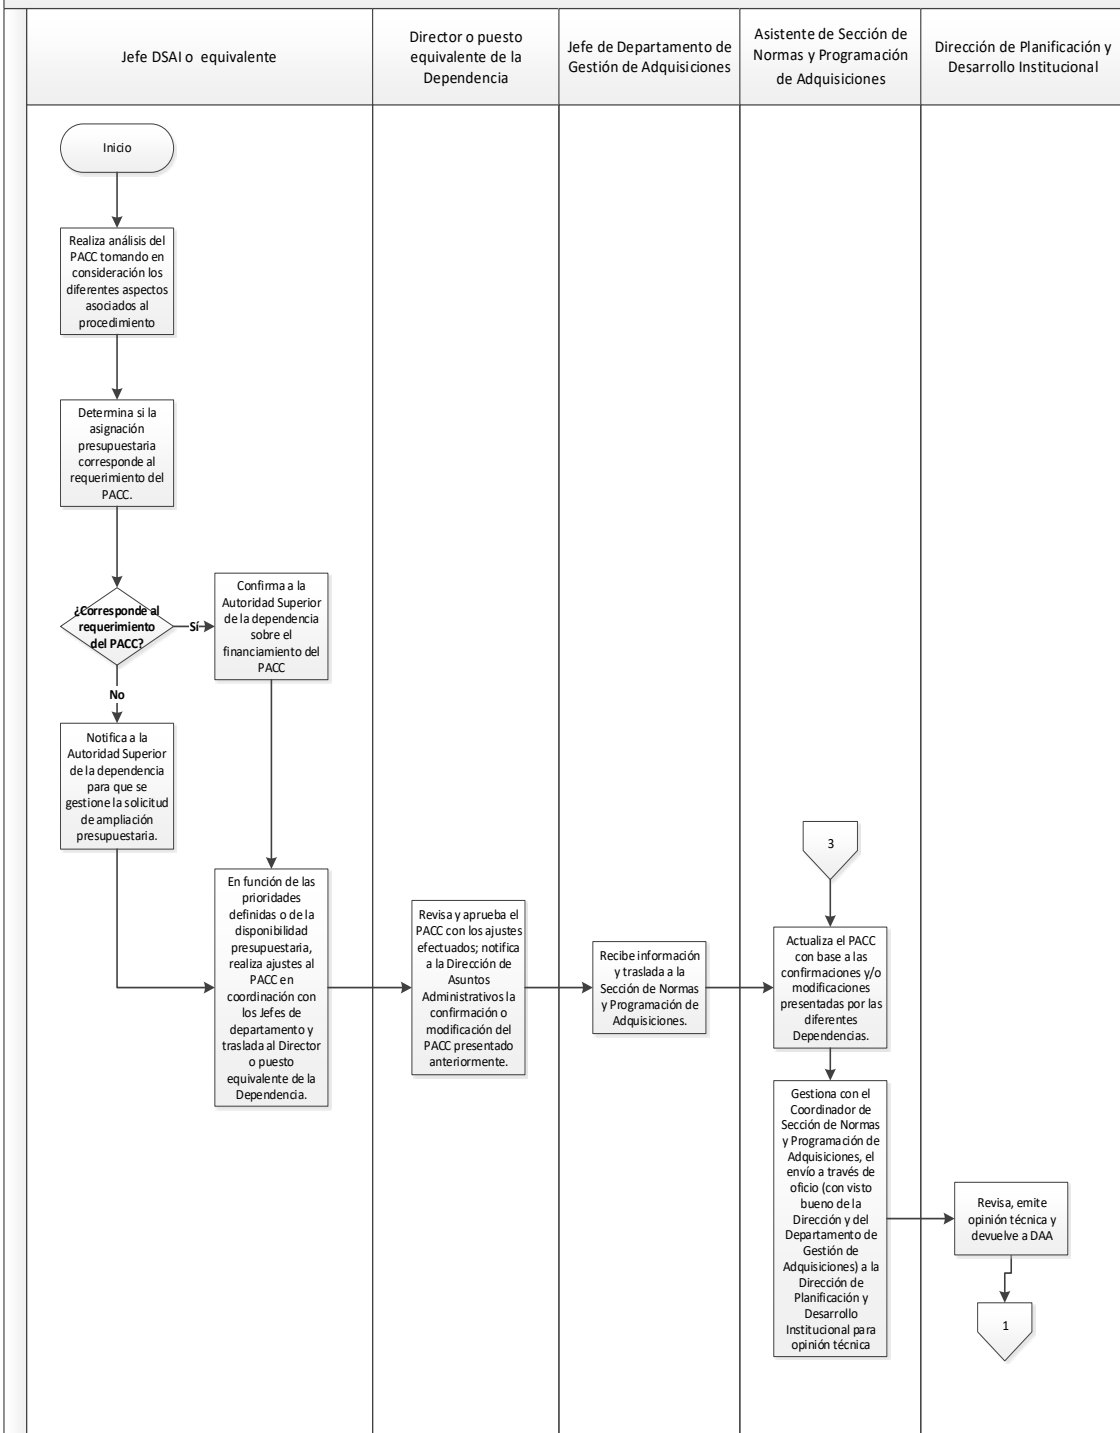 Jefe DSAI o equivalente
Director o puesto
equivalente de la
Dependencia
Jefe de Departamento de
Gestión de Adquisiciones
Asistente de Sección de
Normas y Programación
de Adquisiciones
Dirección de Planificación y
Desarrollo Institucional
Inicio
Realiza análisis del
PACC tomando en
consideración los
diferentes aspectos
asociados al
procedimiento
Determina si la
asignación
presupuestaria
corresponde al
requerimiento del
PACC.
¿Corresponde al
requerimiento
del PACC?
Sí
Confirma a la
Autoridad Superior
de la dependencia
sobre el
financiamiento del
PACC
No
Notifica a la
Autoridad Superior
de la dependencia
para que se
gestione la solicitud
de ampliación
presupuestaria.
En función de las
prioridades
definidas o de la
disponibilidad
presupuestaria,
realiza ajustes al
PACC en
coordinación con
los Jefes de
departamento y
traslada al Director
o puesto
equivalente de la
Dependencia.
Revisa y aprueba el
PACC con los ajustes
efectuados; notifica
a la Dirección de
Asuntos
Administrativos la
confirmación o
modificación del
PACC presentado
anteriormente.
Recibe información
y traslada a la
Sección de Normas
y Programación de
Adquisiciones.
3
Actualiza el PACC
con base a las
confirmaciones y/o
modificaciones
presentadas por las
diferentes
Dependencias.
Gestiona con el
Coordinador de
Sección de Normas
y Programación de
Adquisiciones, el
envío a través de
oficio (con visto
bueno de la
Dirección y del
Departamento de
Gestión de
Adquisiciones) a la
Dirección de
Planificación y
Desarrollo
Institucional para
opinión técnica
Revisa, emite
opinión técnica y
devuelve a DAA
1